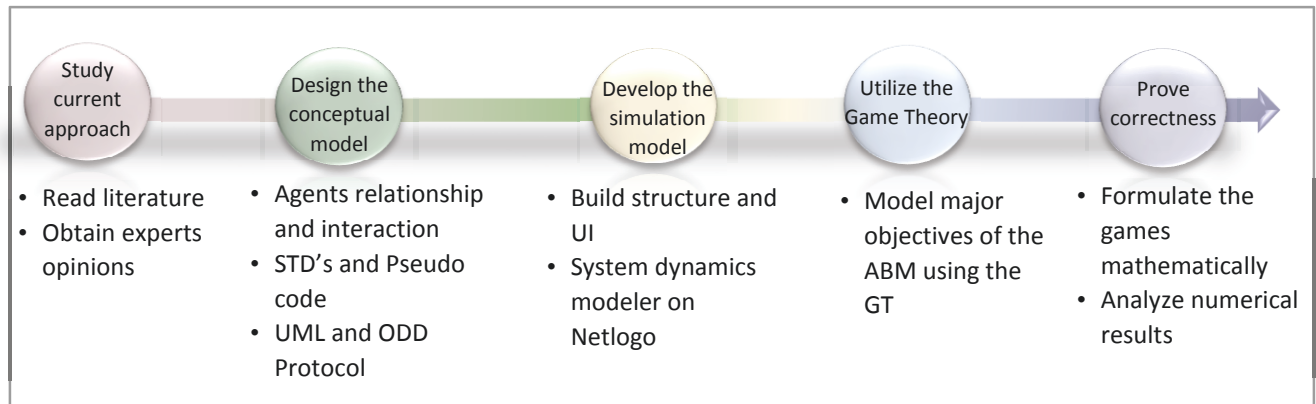 Study
current
approach
Design the
conceptual
model
Develop the
simulation
model
Utilize the
Game Theory
Prove
correctness
• Read literature
• Obtain experts
opinions
• Agents relationship
and interaction
• STD's and Pseudo
code
• UML and ODD
Protocol
• Build structure and
UI
• System dynamics
modeler on
Netlogo
• Model major
objectives of the
ABM using the
GT
• Formulate the
games
mathematically
• Analyze numerical
results